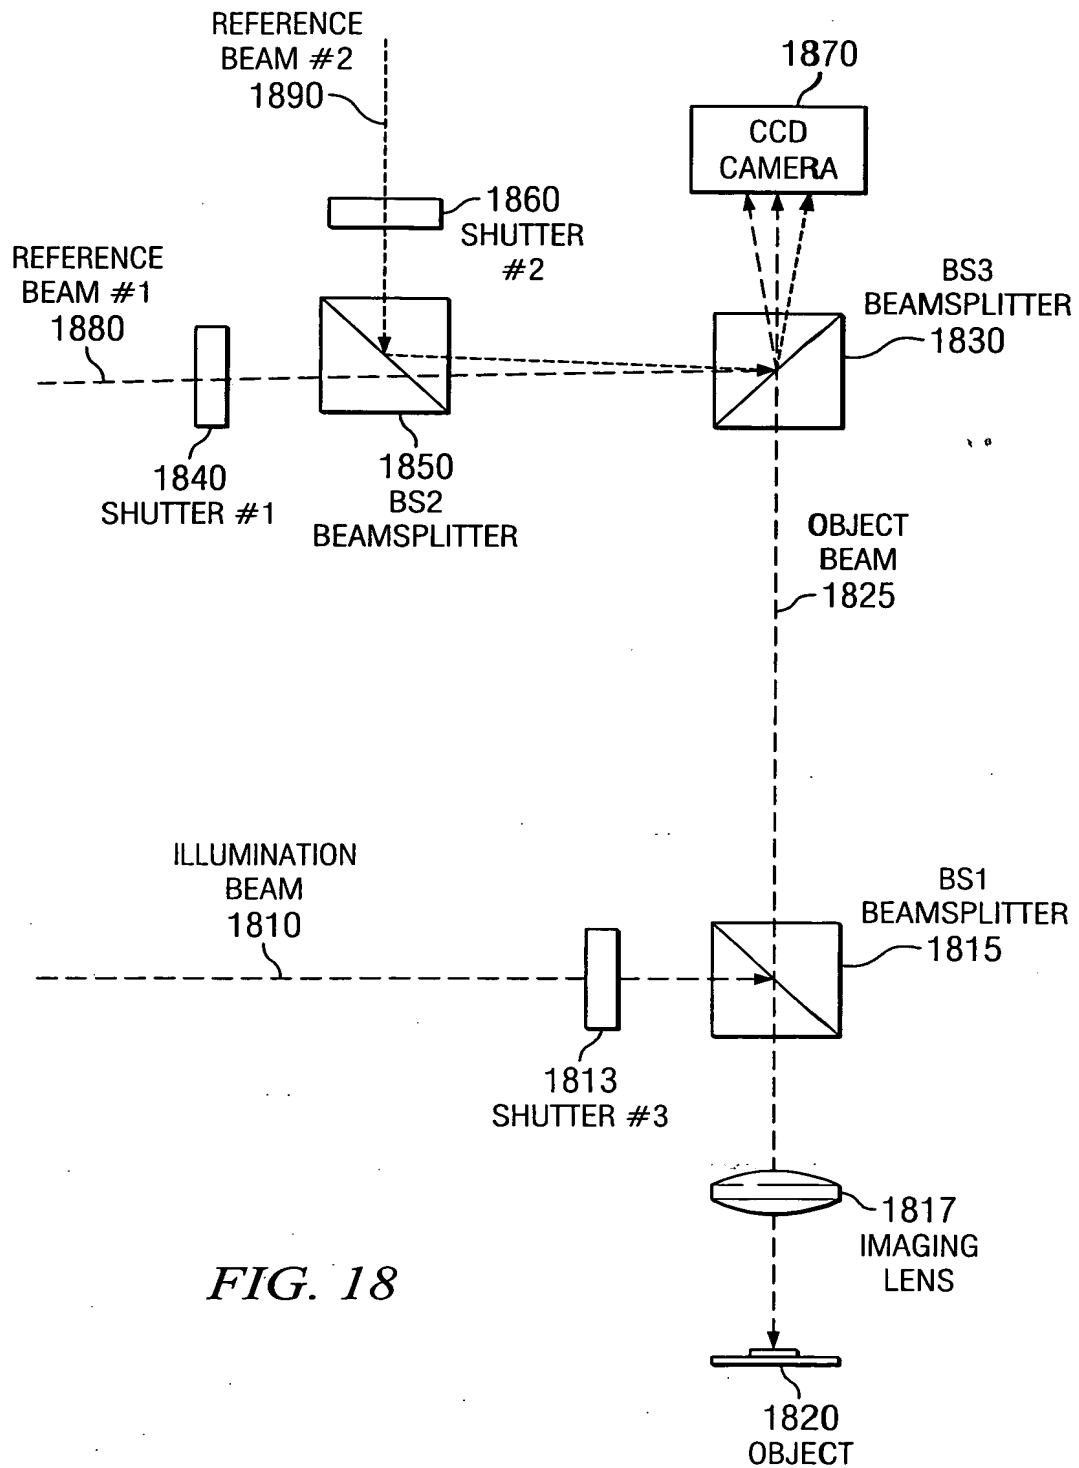 REFERENCE
BEAM #2
1890
1870
CCD
CAMERA
1860
SHUTTER
#2
REFERENCE
BEAM #1
1880
BS3
BEAMSPLITTER
1830
1840
SHUTTER #1
1850
BS2
BEAMSPLITTER
OBJECT
BEAM
1825
ILLUMINATION
BEAM
1810
BS1
BEAMSPLITTER
1815
1813
SHUTTER #3
1817
IMAGING
LENS
FIG. 18
1820
OBJECT